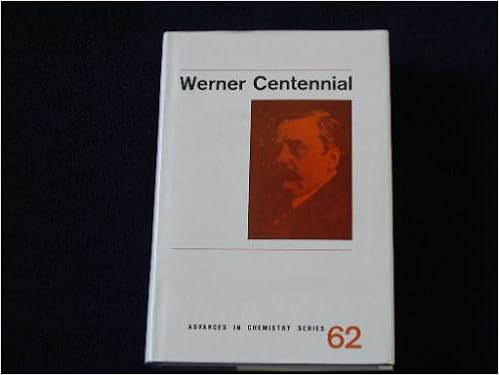 Werner Centennial
ADVANCES IN CHEMISTRY SERIES 62